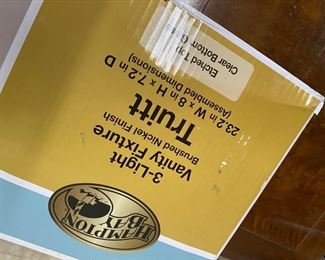 HAMPTON
BAY
3-Light
Vanity Fixture
Brushed Nickel Finish
Truitt
23.2 in W x 8 in H x 7.2 in D
(Assembled Dimensions)
Etched Top
Clear Bottom